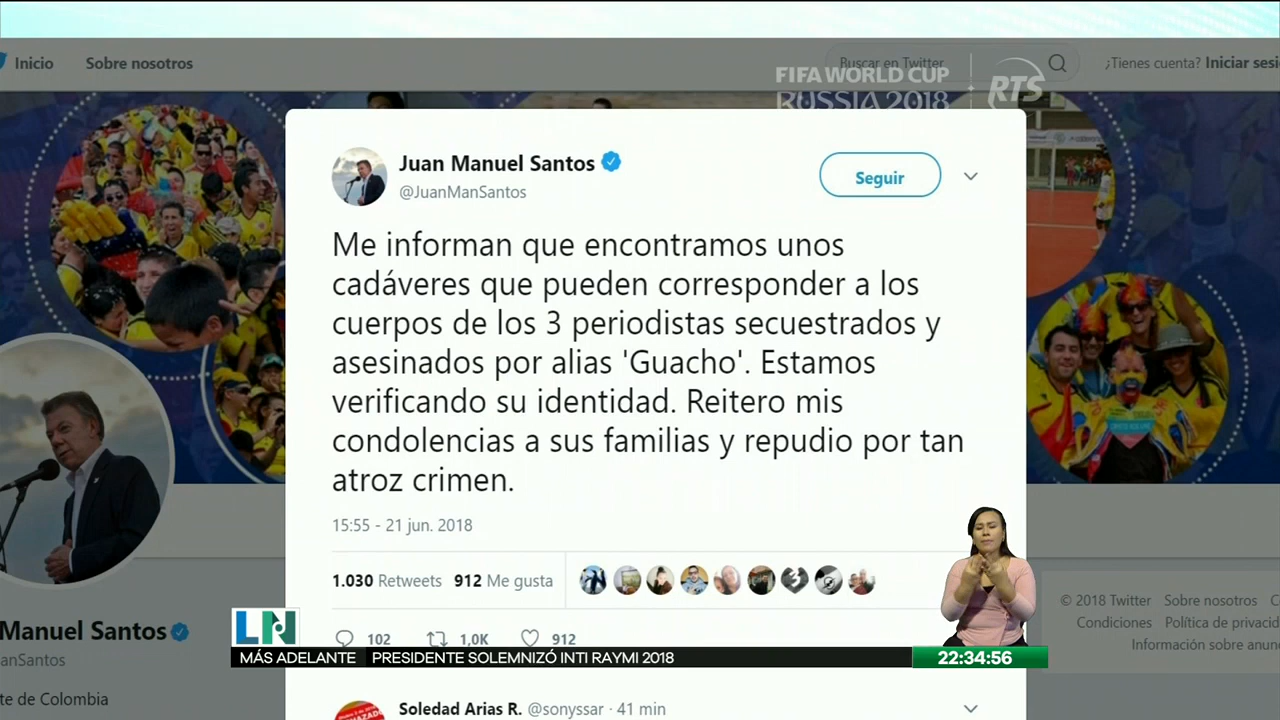 Inicio Sobre nosotros Buscar en Twitter ¿Tienes cuenta? Iniciar sesi
FIFA WORLD CUP RTS
RUSSIA 2018
Juan Manuel Santos
@JuanManSantos
Seguir
Me informan que encontramos unos
cadáveres que pueden corresponder a los
cuerpos de los 3 periodistas secuestrados y
asesinados por alias 'Guacho'. Estamos
verificando su identidad. Reitero mis
condolencias a sus familias y repudio por tan
atroz crimen.
15:55 - 21 jun. 2018
1.030 Retweets 912 Me gusta
102 1,0K 912
Manuel Santos
anSantos
te de Colombia
© 2018 Twitter Sobre nosotros C
Condiciones Política de privacid
Información sobre anun
LN
MÁS ADELANTE PRESIDENTE SOLEMNIZÓ INTI RAYMI 2018 22:34:56
Soledad Arias R. @sonyssar · 41 min